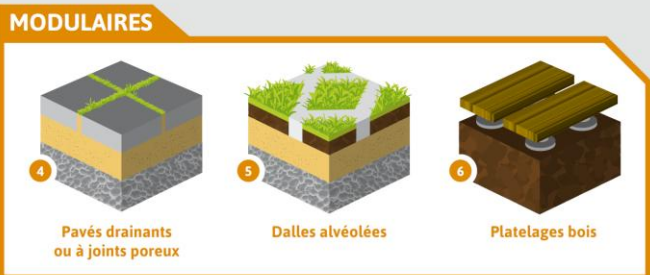 MODULAIRES
4
Pavés drainants
ou à joints poreux
5
Dalles alvéolées
6
Platelages bois